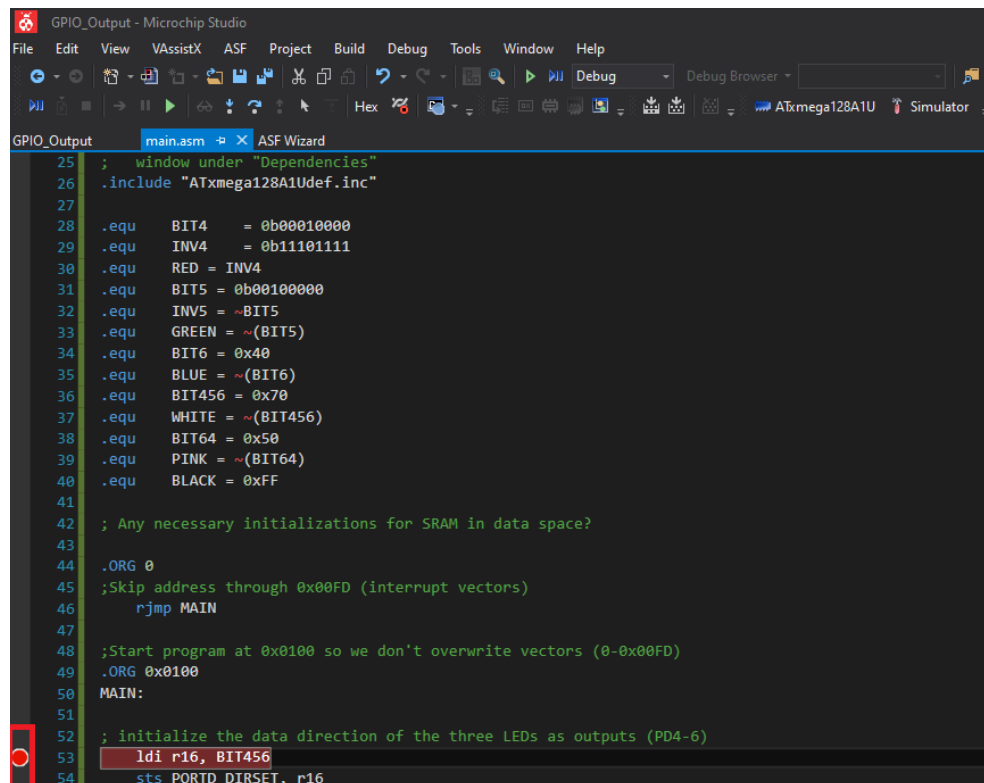 GPIO_Output - Microchip Studio
File Edit View VAssistX ASF Project Build Debug Tools Window Help
Debug Debug Browser
Hex ATxmega128A1U Simulator
GPIO_Output main.asm ASF Wizard
25 ; window under "Dependencies"
26 .include "ATxmega128A1Udef.inc"
27
28 .equ BIT4 = 0b00010000
29 .equ INV4 = 0b11101111
30 .equ RED = INV4
31 .equ BIT5 = 0b00100000
32 .equ INV5 = ~BIT5
33 .equ GREEN = ~(BIT5)
34 .equ BIT6 = 0x40
35 .equ BLUE = ~(BIT6)
36 .equ BIT456 = 0x70
37 .equ WHITE = ~(BIT456)
38 .equ BIT64 = 0x50
39 .equ PINK = ~(BIT64)
40 .equ BLACK = 0xFF
41
42 ; Any necessary initializations for SRAM in data space?
43
44 .ORG 0
45 ;Skip address through 0x00FD (interrupt vectors)
46 rjmp MAIN
47
48 ;Start program at 0x0100 so we don't overwrite vectors (0-0x00FD)
49 .ORG 0x0100
50 MAIN:
51
52 ; initialize the data direction of the three LEDs as outputs (PD4-6)
53 ldi r16, BIT456
54 sts PORTD_DIRSET, r16